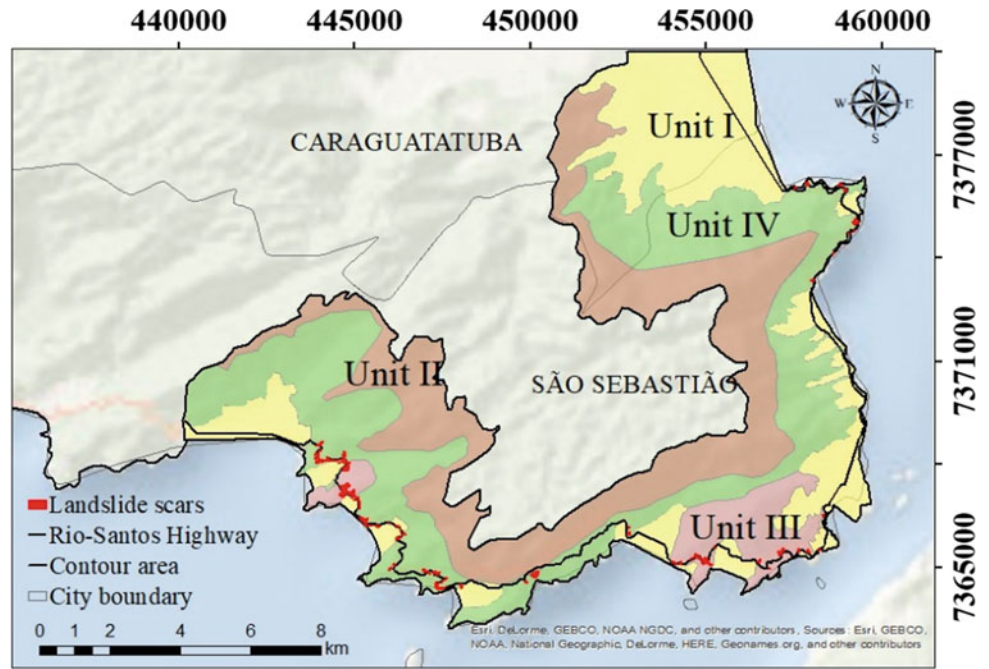 440000 445000 450000 455000 460000
N
W E
S
CARAGUATATUBA
Unit I
7377000
Unit IV
Unit II
SÃO SEBASTIÃO
7371000
Landslide scars
Rio-Santos Highway
Contour area
City boundary
Unit III
7365000
0 1 2 4 6 8
km
Esri, DeLorme, GEBCO, NOAA NGDC, and other contributors, Sources: Esri, GEBCO,
NOAA, National Geographic, DeLorme, HERE, Geonames.org, and other contributors